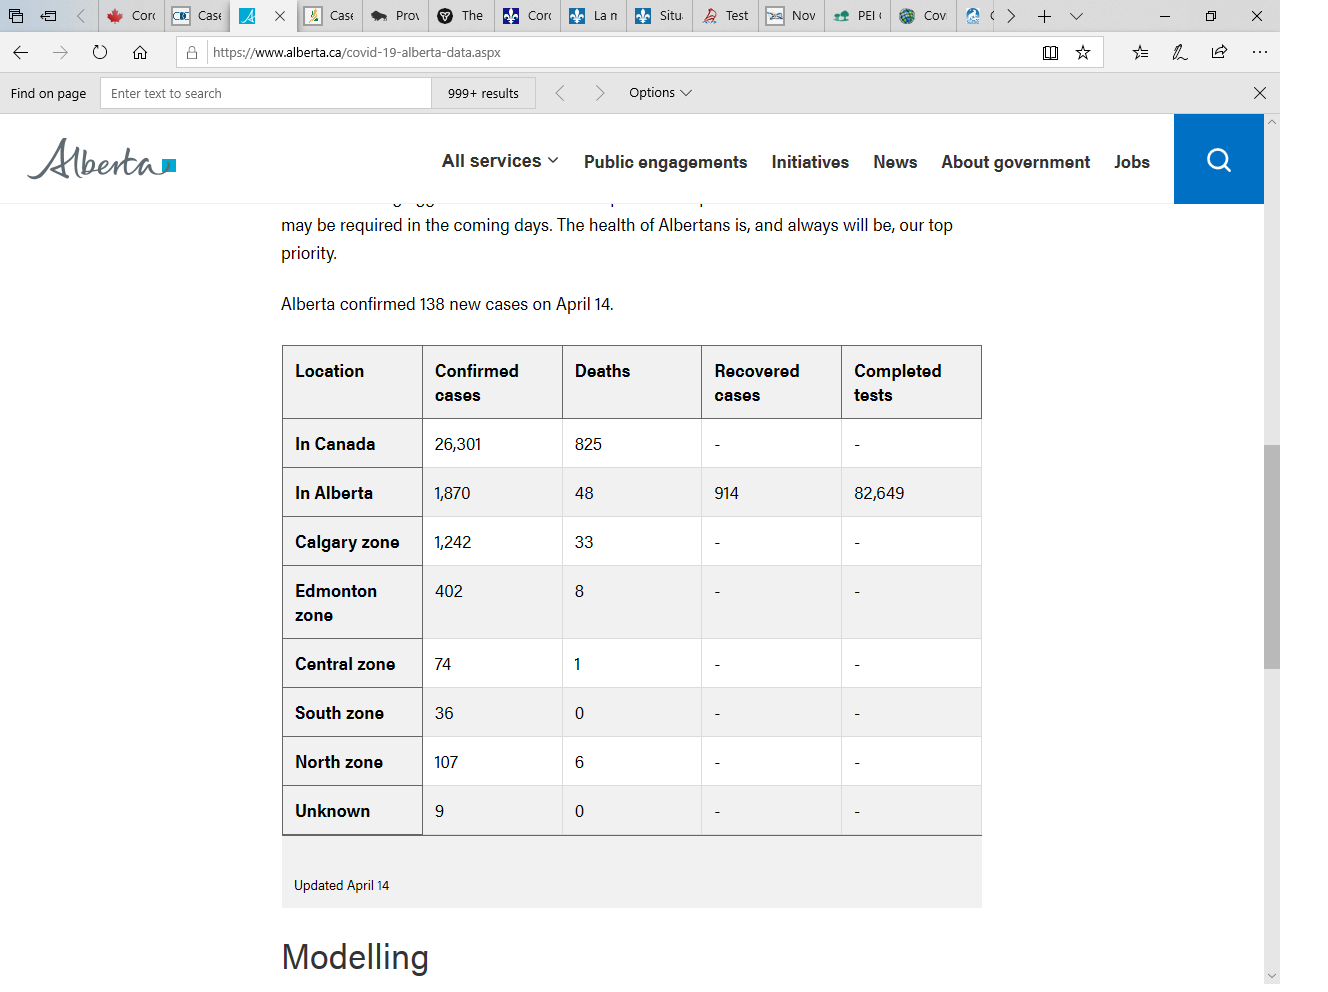 Corc
Case
Case
Prov
The
Corc
La n
Situ
Test
Nov
PEI
Cov
https://www.alberta.ca/covid-19-alberta-data.aspx
Find on page Enter text to search 999+ results Options
Alberta All services Public engagements Initiatives News About government Jobs
may be required in the coming days. The health of Albertans is, and always will be, our top
priority.
Alberta confirmed 138 new cases on April 14.
Location Confirmed cases Deaths Recovered cases Completed tests
In Canada 26,301 825 - -
In Alberta 1,870 48 914 82,649
Calgary zone 1,242 33 - -
Edmonton zone 402 8 - -
Central zone 74 1 - -
South zone 36 0 - -
North zone 107 6 - -
Unknown 9 0 - -
Updated April 14
Modelling